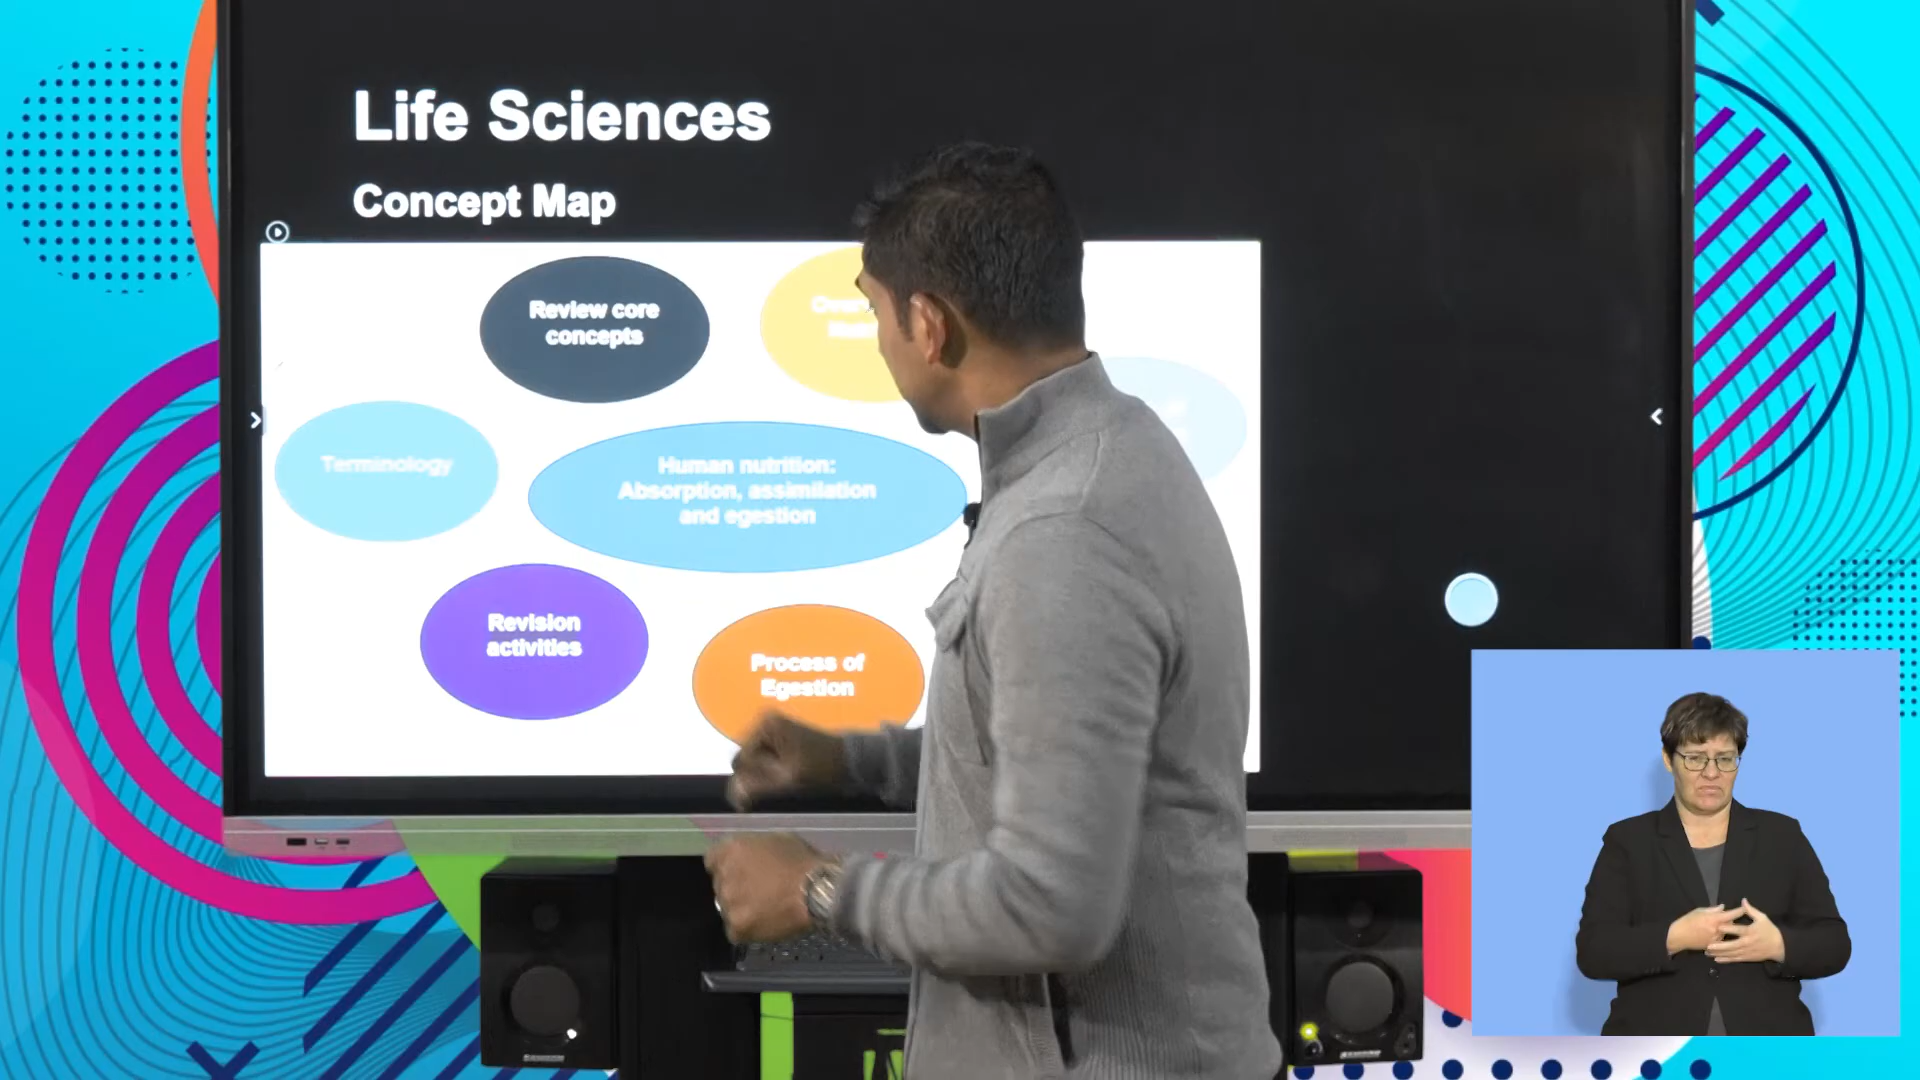 Life Sciences
Concept Map
Review core
concepts
Terminology
Human nutrition:
Absorption, assimilation
and egestion
Revision
activities
Process of
Egestion